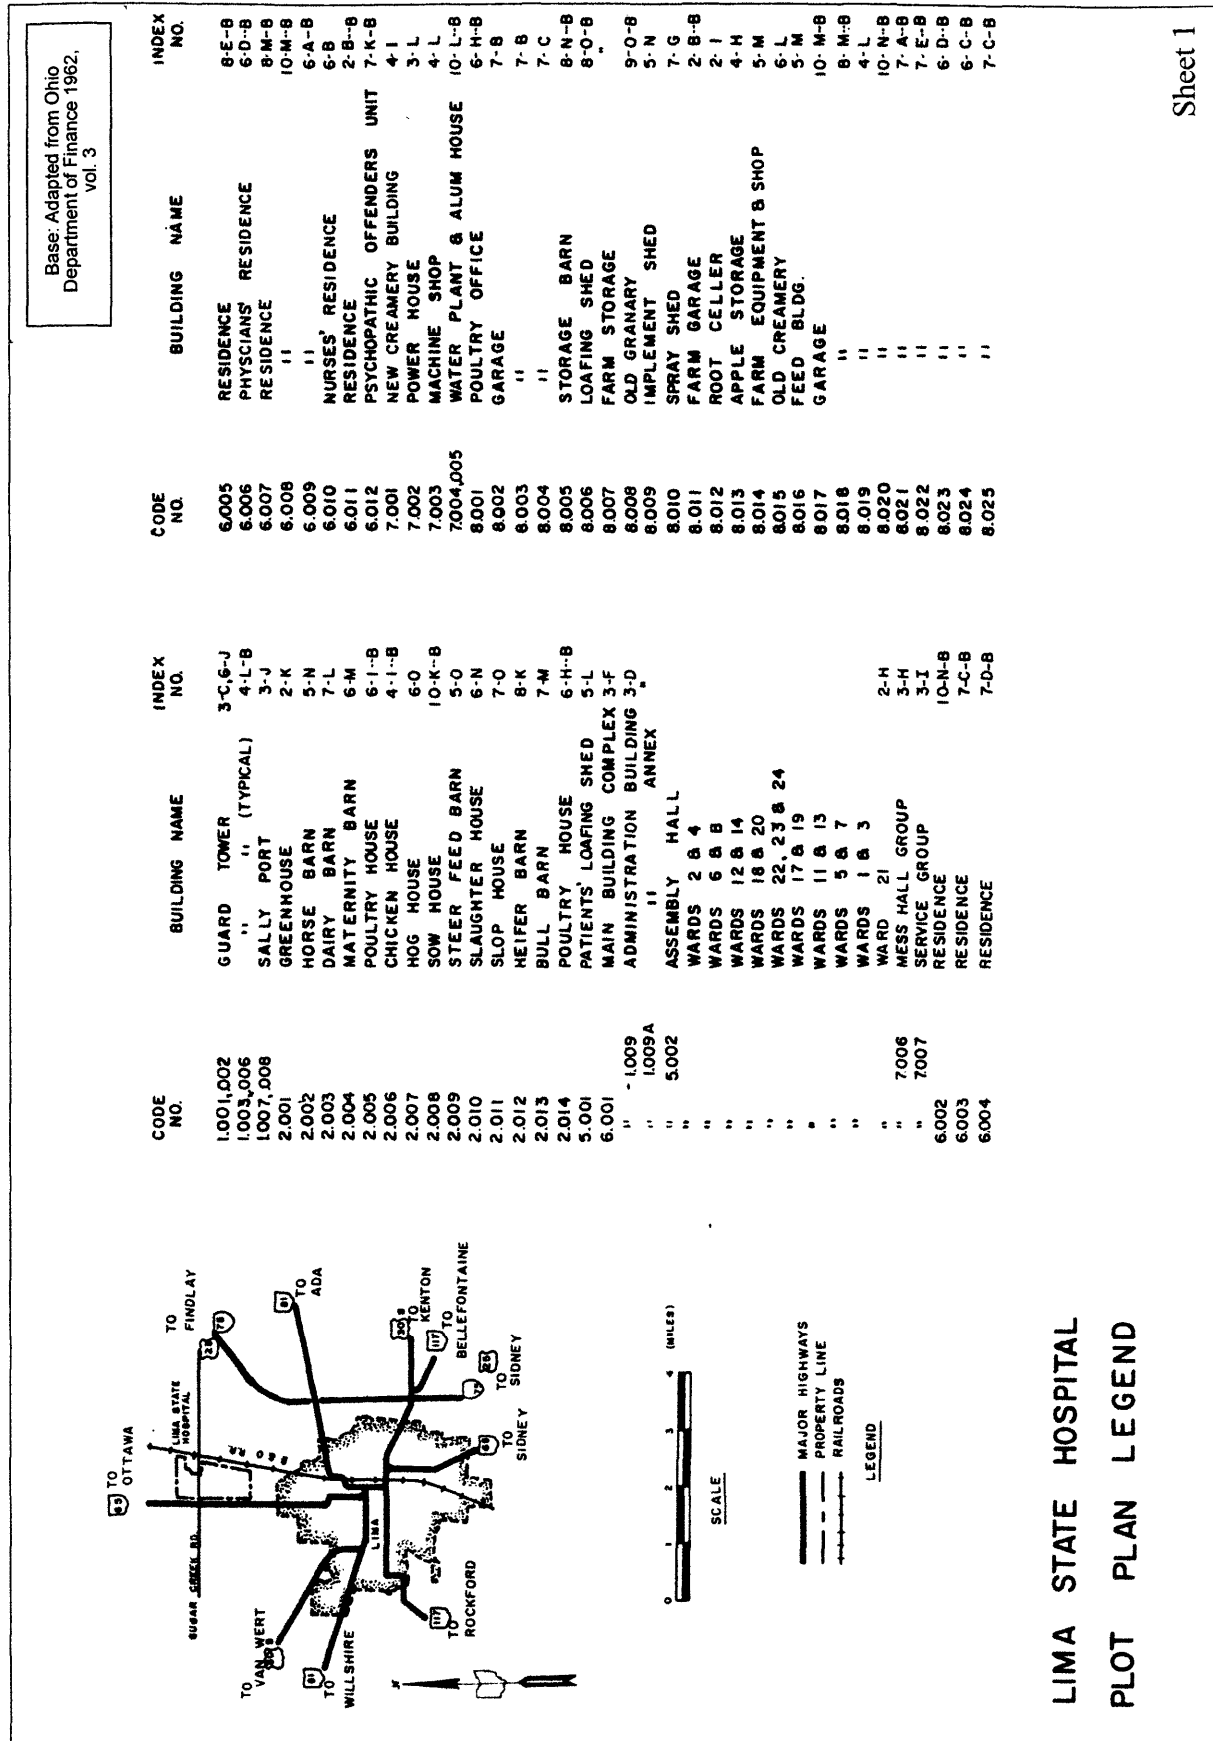 Base: Adapted from Ohio
Department of Finance 1962,
vol. 3
65 TO OTTAWA
TO FINDLAY
25
75
LIMA STATE
HOSPITAL
SUGAR CREEK RD.
B & O RR.
81
TO ADA
TO VAN WERT
30 S
81
TO WILLSHIRE
LIMA
30 S
TO KENTON
117 TO
BELLEFONTAINE
75 25
TO SIDNEY
65
TO SIDNEY
117
TO ROCKFORD
N
0 1 2 3 4 (MILES)
SCALE
MAJOR HIGHWAYS
PROPERTY LINE
RAILROADS
LEGEND
LIMA STATE HOSPITAL
PLOT PLAN LEGEND
CODE NO. BUILDING NAME INDEX NO.
1.001,002 GUARD TOWER 3-C,6-J
1.003,.006 " " (TYPICAL) 4-L-B
1.007,.008 SALLY PORT 3-J
2.001 GREENHOUSE 2-K
2.002 HORSE BARN 5-N
2.003 DAIRY BARN 7-L
2.004 MATERNITY BARN 6-M
2.005 POULTRY HOUSE 6-I--B
2.006 CHICKEN HOUSE 4-I--B
2.007 HOG HOUSE 6-O
2.008 SOW HOUSE 10-K--B
2.009 STEER FEED BARN 5-O
2.010 SLAUGHTER HOUSE 6-N
2.011 SLOP HOUSE 7-O
2.012 HEIFER BARN 8-K
2.013 BULL BARN 7-M
2.014 POULTRY HOUSE 6-H--B
5.001 PATIENTS' LOAFING SHED 5-L
6.001 MAIN BUILDING COMPLEX 3-F
" - 1.009 ADMINISTRATION BUILDING 3-D
" 1.009A " ANNEX "
" 5.002 ASSEMBLY HALL
" WARDS 2 & 4
" WARDS 6 & 8
" WARDS 12 & 14
" WARDS 18 & 20
" WARDS 22, 23 & 24
" WARDS 17 & 19
" WARDS 11 & 13
" WARDS 5 & 7
" WARDS 1 & 3
" WARD 21 2-H
" 7.006 MESS HALL GROUP 3-H
" 7.007 SERVICE GROUP 3-I
6.002 RESIDENCE 10-N-B
6.003 RESIDENCE 7-C-B
6.004 RESIDENCE 7-D-B
CODE NO. BUILDING NAME INDEX NO.
6.005 RESIDENCE 8-E--B
6.006 PHYSCIANS' RESIDENCE 6-D--B
6.007 RESIDENCE 8-M--B
6.008 " 10-M--B
6.009 " 6-A--B
6.010 NURSES' RESIDENCE 6-B
6.011 RESIDENCE 2-B--B
6.012 PSYCHOPATHIC OFFENDERS UNIT 7-K--B
7.001 NEW CREAMERY BUILDING 4-I
7.002 POWER HOUSE 3-L
7.003 MACHINE SHOP 4-L
7.004,005 WATER PLANT & ALUM HOUSE 10-L--B
8.001 POULTRY OFFICE 6-H--B
8.002 GARAGE 7-B
8.003 " 7-B
8.004 " 7-C
8.005 STORAGE BARN 8-N--B
8.006 LOAFING SHED 8-O--B
8.007 FARM STORAGE "
8.008 OLD GRANARY 9-O-B
8.009 IMPLEMENT SHED 5-N
8.010 SPRAY SHED 7-G
8.011 FARM GARAGE 2-B--B
8.012 ROOT CELLER 2-I
8.013 APPLE STORAGE 4-H
8.014 FARM EQUIPMENT & SHOP 5-M
8.015 OLD CREAMERY 6-L
8.016 FEED BLDG. 5-M
8.017 GARAGE 10-M-B
8.018 " 8-M--B
8.019 " 4-L
8.020 " 10-N--B
8.021 " 7-A--B
8.022 " 7-E--B
8.023 " 6-D--B
8.024 " 6-C--B
8.025 " 7-C-B
Sheet 1